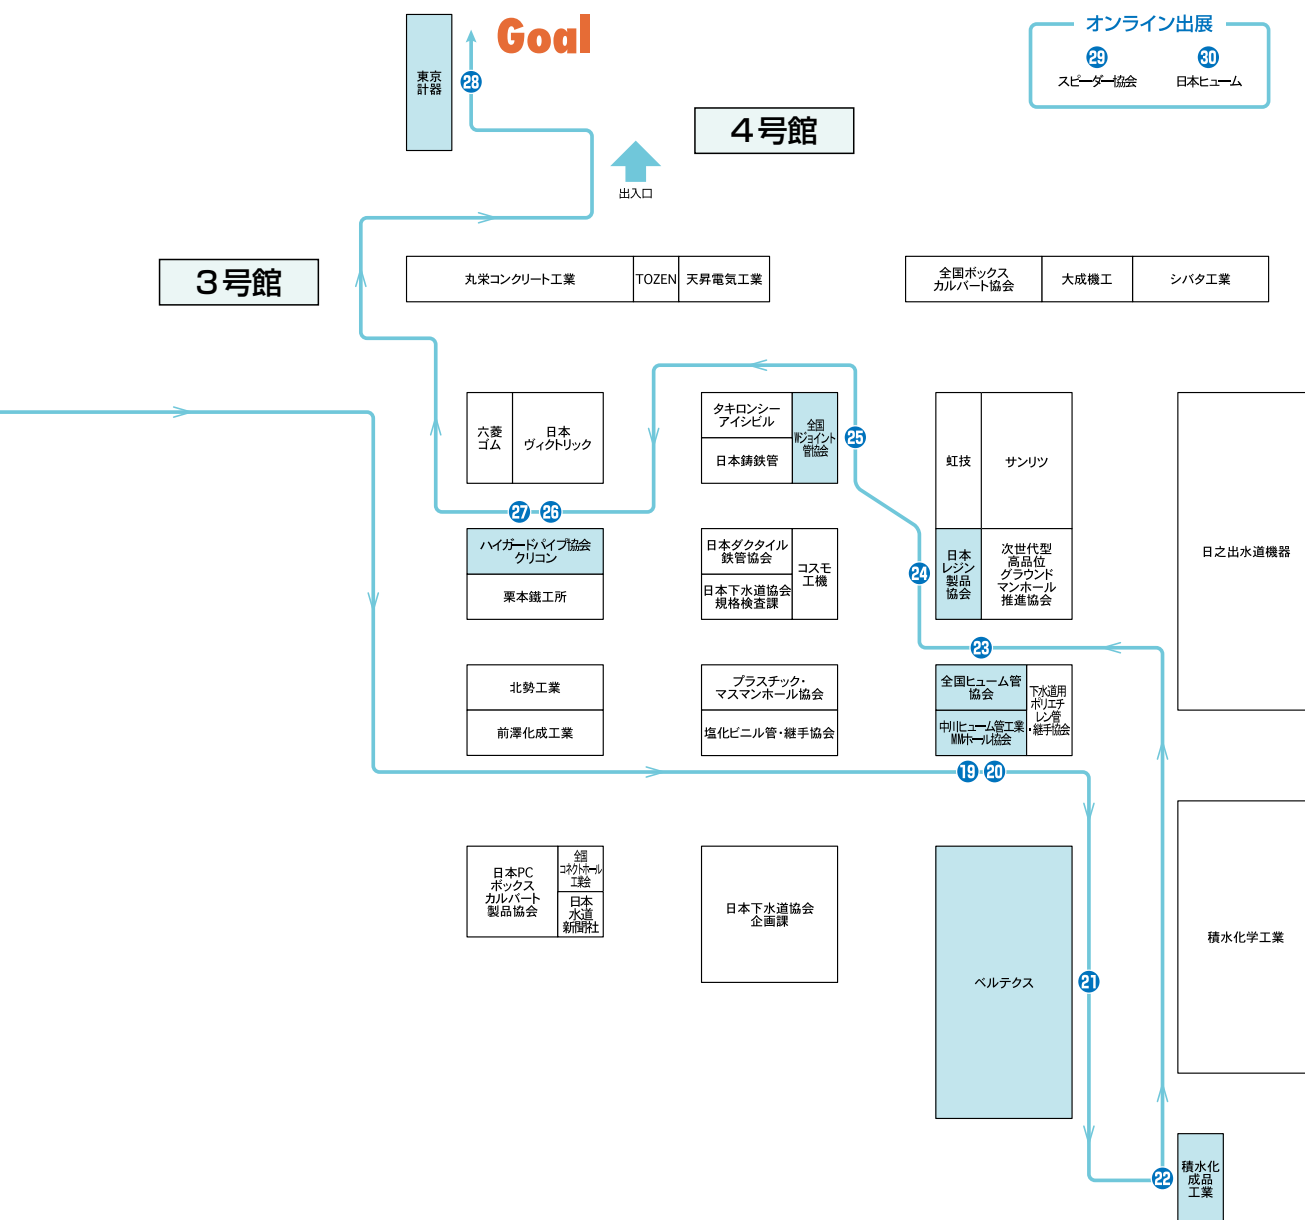 Goal
東京
計器
28
オンライン出展
29
30
スピーダー協会
日本ヒューム
4号館
出入口
3号館
丸栄コンクリート工業
TOZEN
天昇電気工業
全国ボックス
カルバート協会
大成機工
シバタ工業
六菱
ゴム
日本
ヴィクトリック
タキロンシー
アイシビル
日本鋳鉄管
全国
Wジョイント
管協会
25
虹技
サンリツ
日之出水道機器
27
26
ハイガードパイプ協会
クリコン
栗本鐵工所
日本ダクタイル
鉄管協会
日本下水道協会
規格検査課
コスモ
工機
24
日本
レジン
製品
協会
次世代型
高品位
グラウンド
マンホール
推進協会
23
北勢工業
前澤化成工業
プラスチック・
マスマンホール協会
塩化ビニル管・継手協会
全国ヒューム管
協会
中川ヒューム管工業
MMホール協会
下水道用
ポリエチ
レン管
・継手協会
19
20
日本PC
ボックス
カルバート
製品協会
全国
コネクトホール
工業会
日本
水道
新聞社
日本下水道協会
企画課
ベルテクス
21
積水化学工業
22
積水化
成品
工業